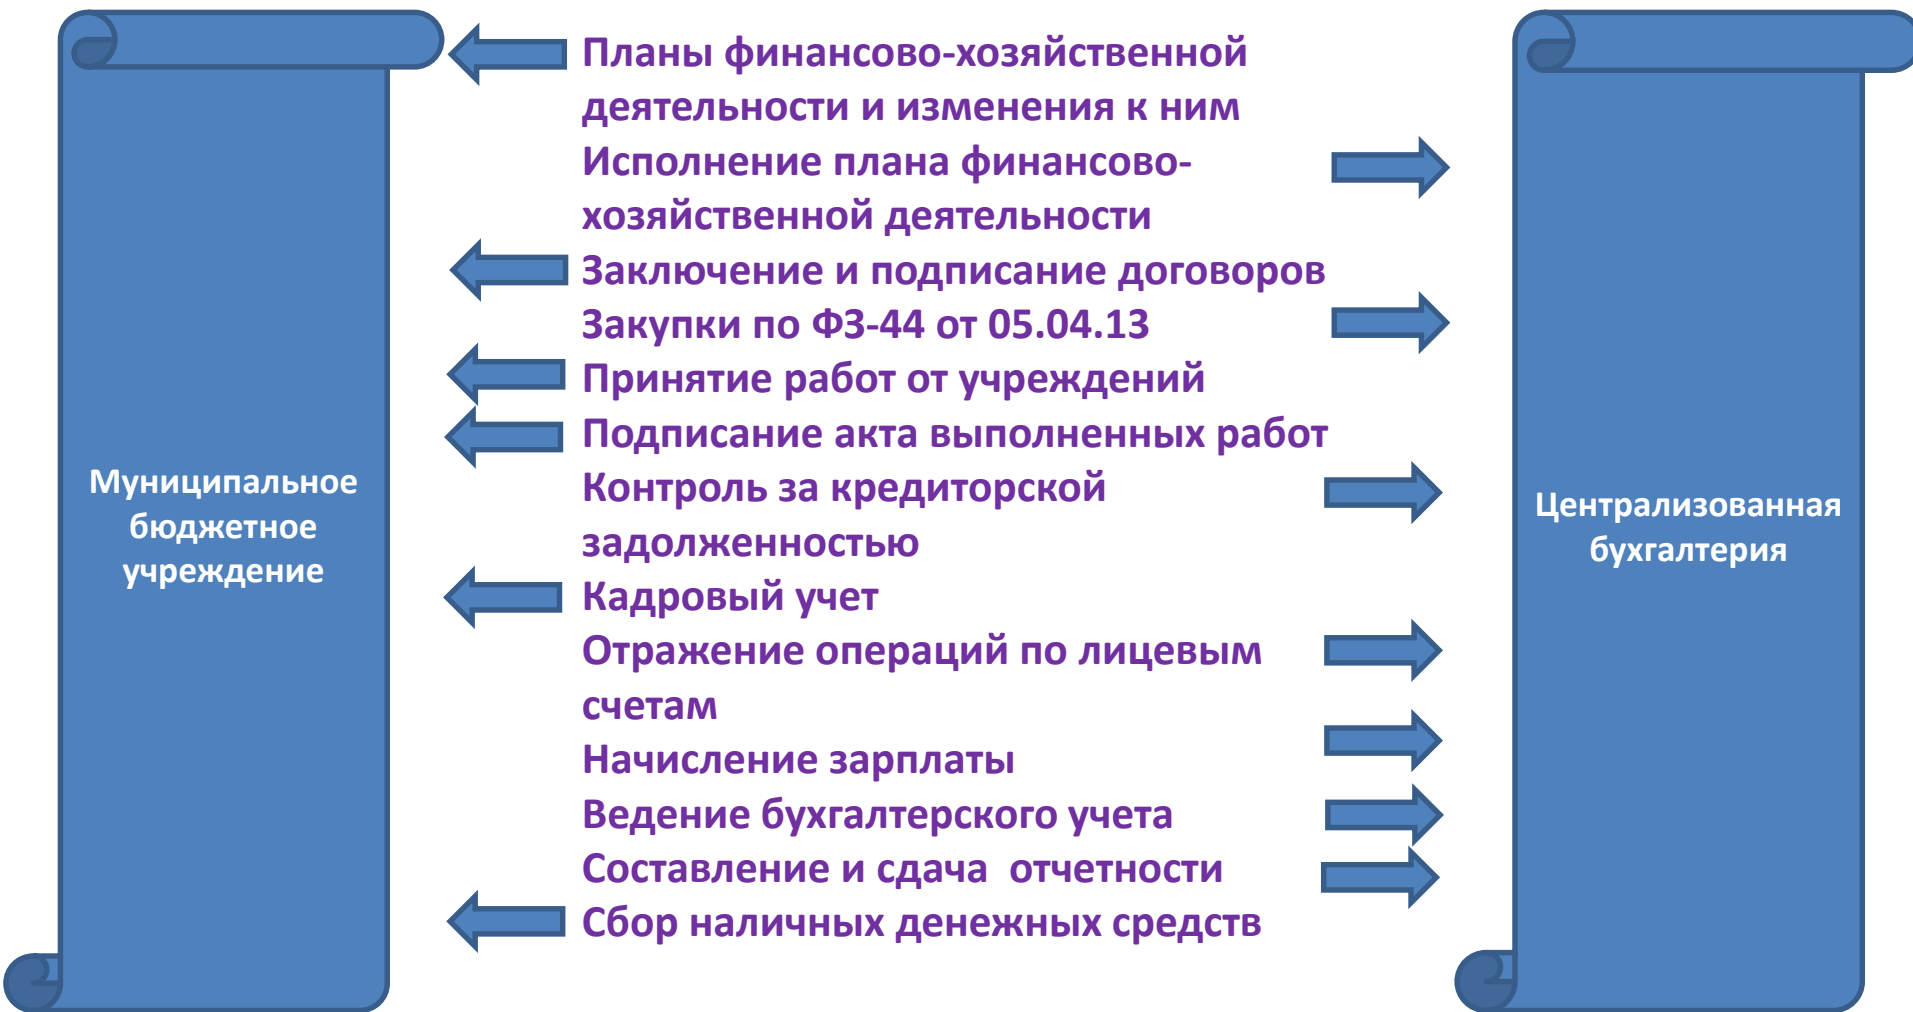 Планы финансово-хозяйственной
деятельности и изменения к ним
Исполнение плана финансово-
хозяйственной деятельности
Заключение и подписание договоров
Закупки по ФЗ-44 от 05.04.13
Принятие работ от учреждений
Подписание акта выполненных работ
Контроль за кредиторской
задолженностью
Кадровый учет
Отражение операций по лицевым
счетам
Начисление зарплаты
Ведение бухгалтерского учета
Составление и сдача  отчетности
Сбор наличных денежных средств
Муниципальное
бюджетное
учреждение
Централизованная
бухгалтерия